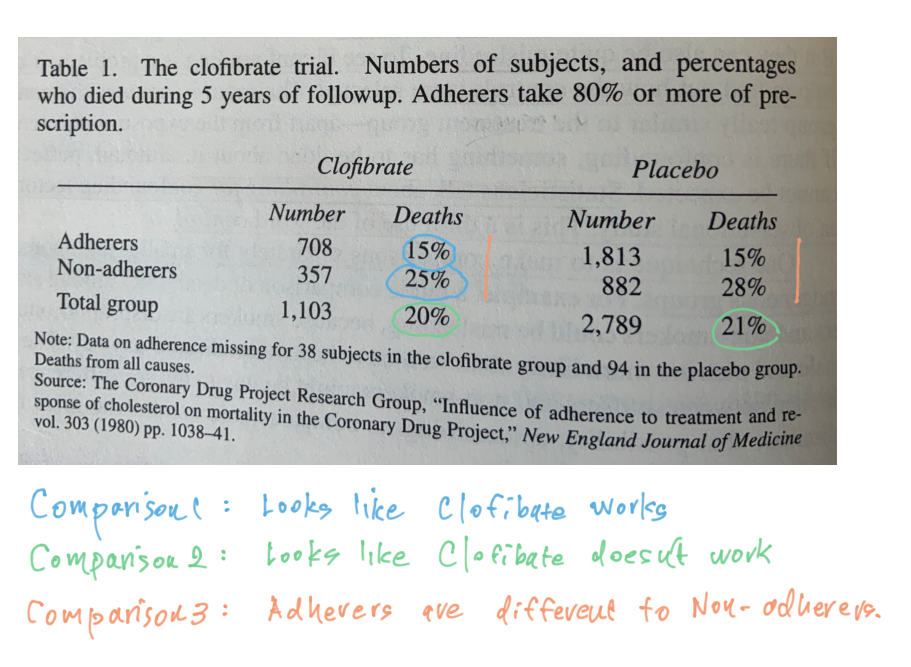 Table 1. The clofibrate trial. Numbers of subjects, and percentages
who died during 5 years of followup. Adherers take 80% or more of pre-
scription.
Clofibrate Placebo
Number Deaths Number Deaths
Adherers 708 15% 1,813 15%
Non-adherers 357 25% 882 28%
Total group 1,103 20% 2,789 21%
Note: Data on adherence missing for 38 subjects in the clofibrate group and 94 in the placebo group.
Deaths from all causes.
Source: The Coronary Drug Project Research Group, “Influence of adherence to treatment and re-
sponse of cholesterol on mortality in the Coronary Drug Project,” New England Journal of Medicine
vol. 303 (1980) pp. 1038–41.
Comparison 1 : Looks like Clofibate works
Comparison 2 : Looks like Clofibate doesn't work
Comparison 3 : Adherers are different to Non-adherers.